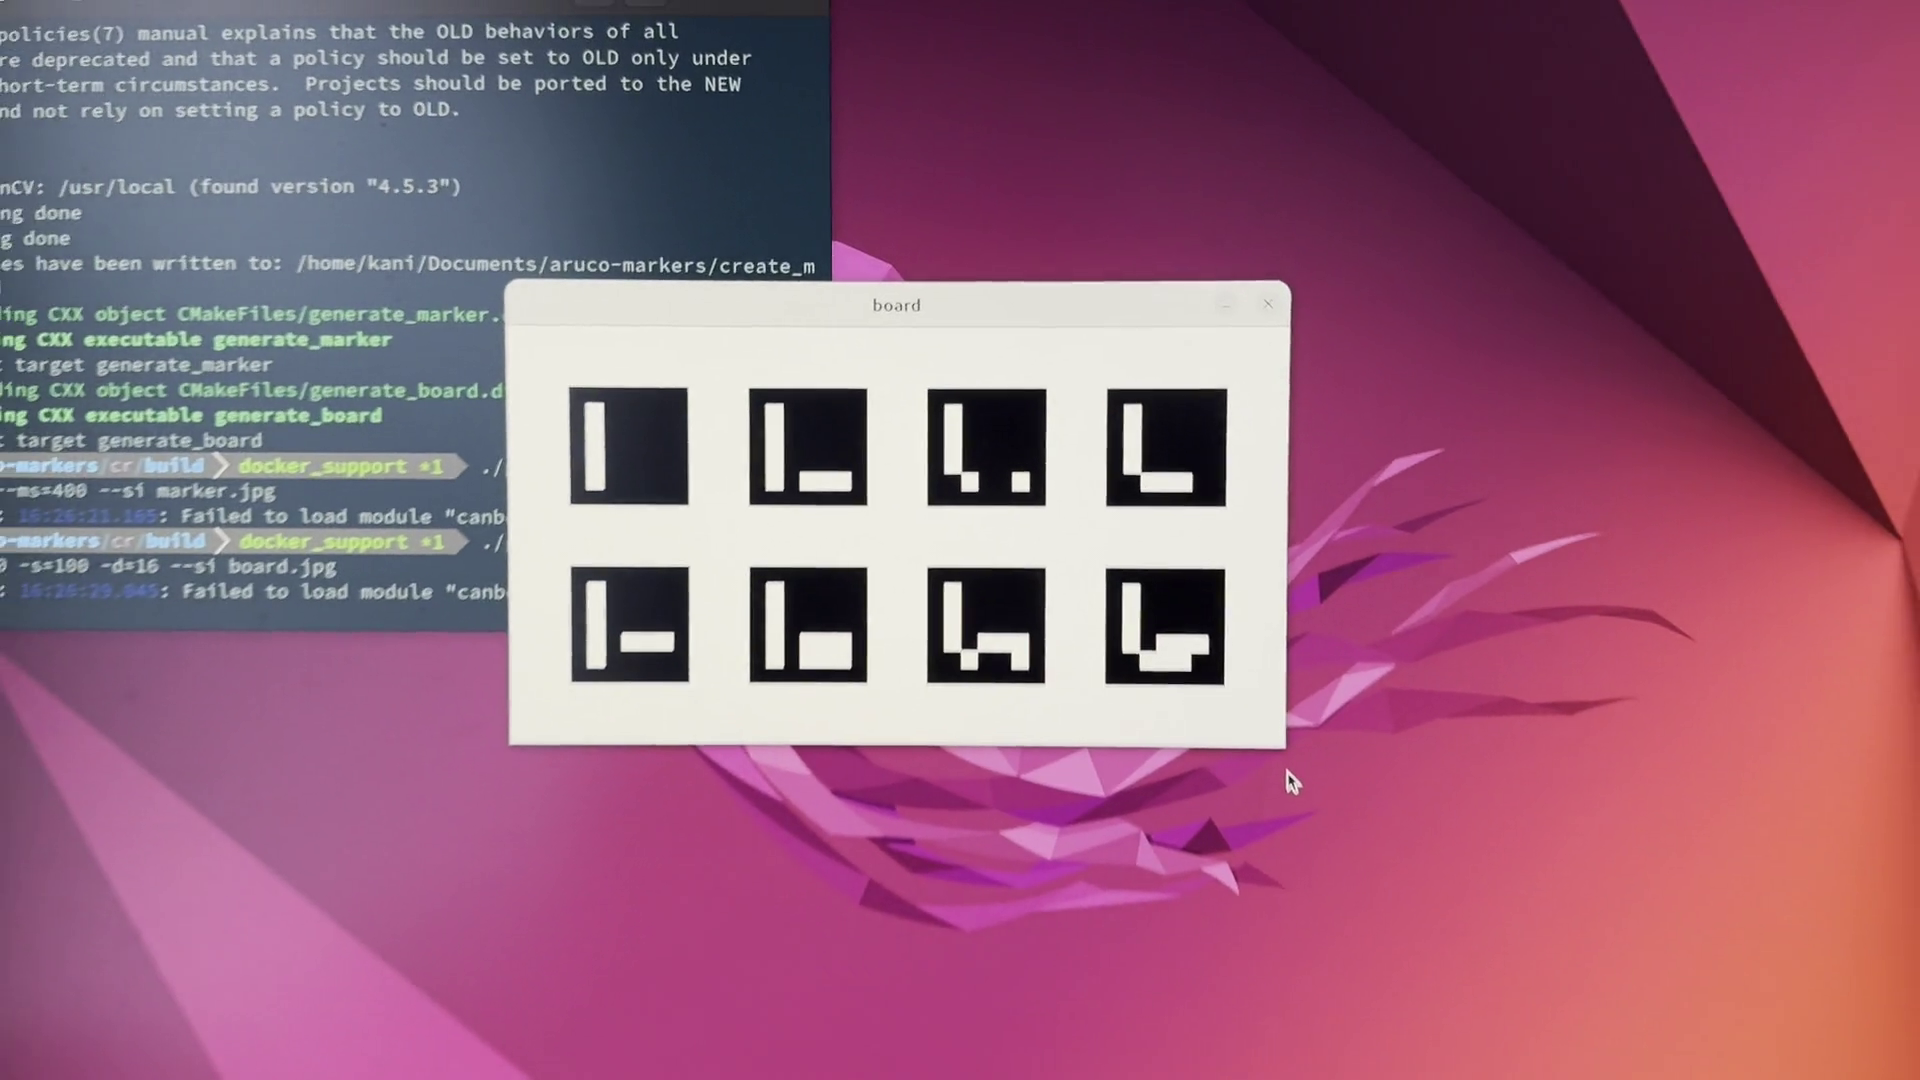 policies(7) manual explains that the OLD behaviors of all
re deprecated and that a policy should be set to OLD only under
hort-term circumstances.  Projects should be ported to the NEW
nd not rely on setting a policy to OLD.
nCV: /usr/local (found version "4.5.3")
ng done
g done
es have been written to: /home/kani/Documents/aruco-markers/create_m
board
ing CXX object CMakeFiles/generate_marker.
ng CXX executable generate_marker
target generate_marker
ing CXX object CMakeFiles/generate_board.d
ng CXX executable generate_board
target generate_board
o-markers/cr/build docker_support *1 ./
--ms=400 --si marker.jpg
: 16:26:21.165: Failed to load module "canb
o-markers/cr/build docker_support *1 ./
0 -s=100 -d=16 --si board.jpg
: 16:26:29.045: Failed to load module "canb